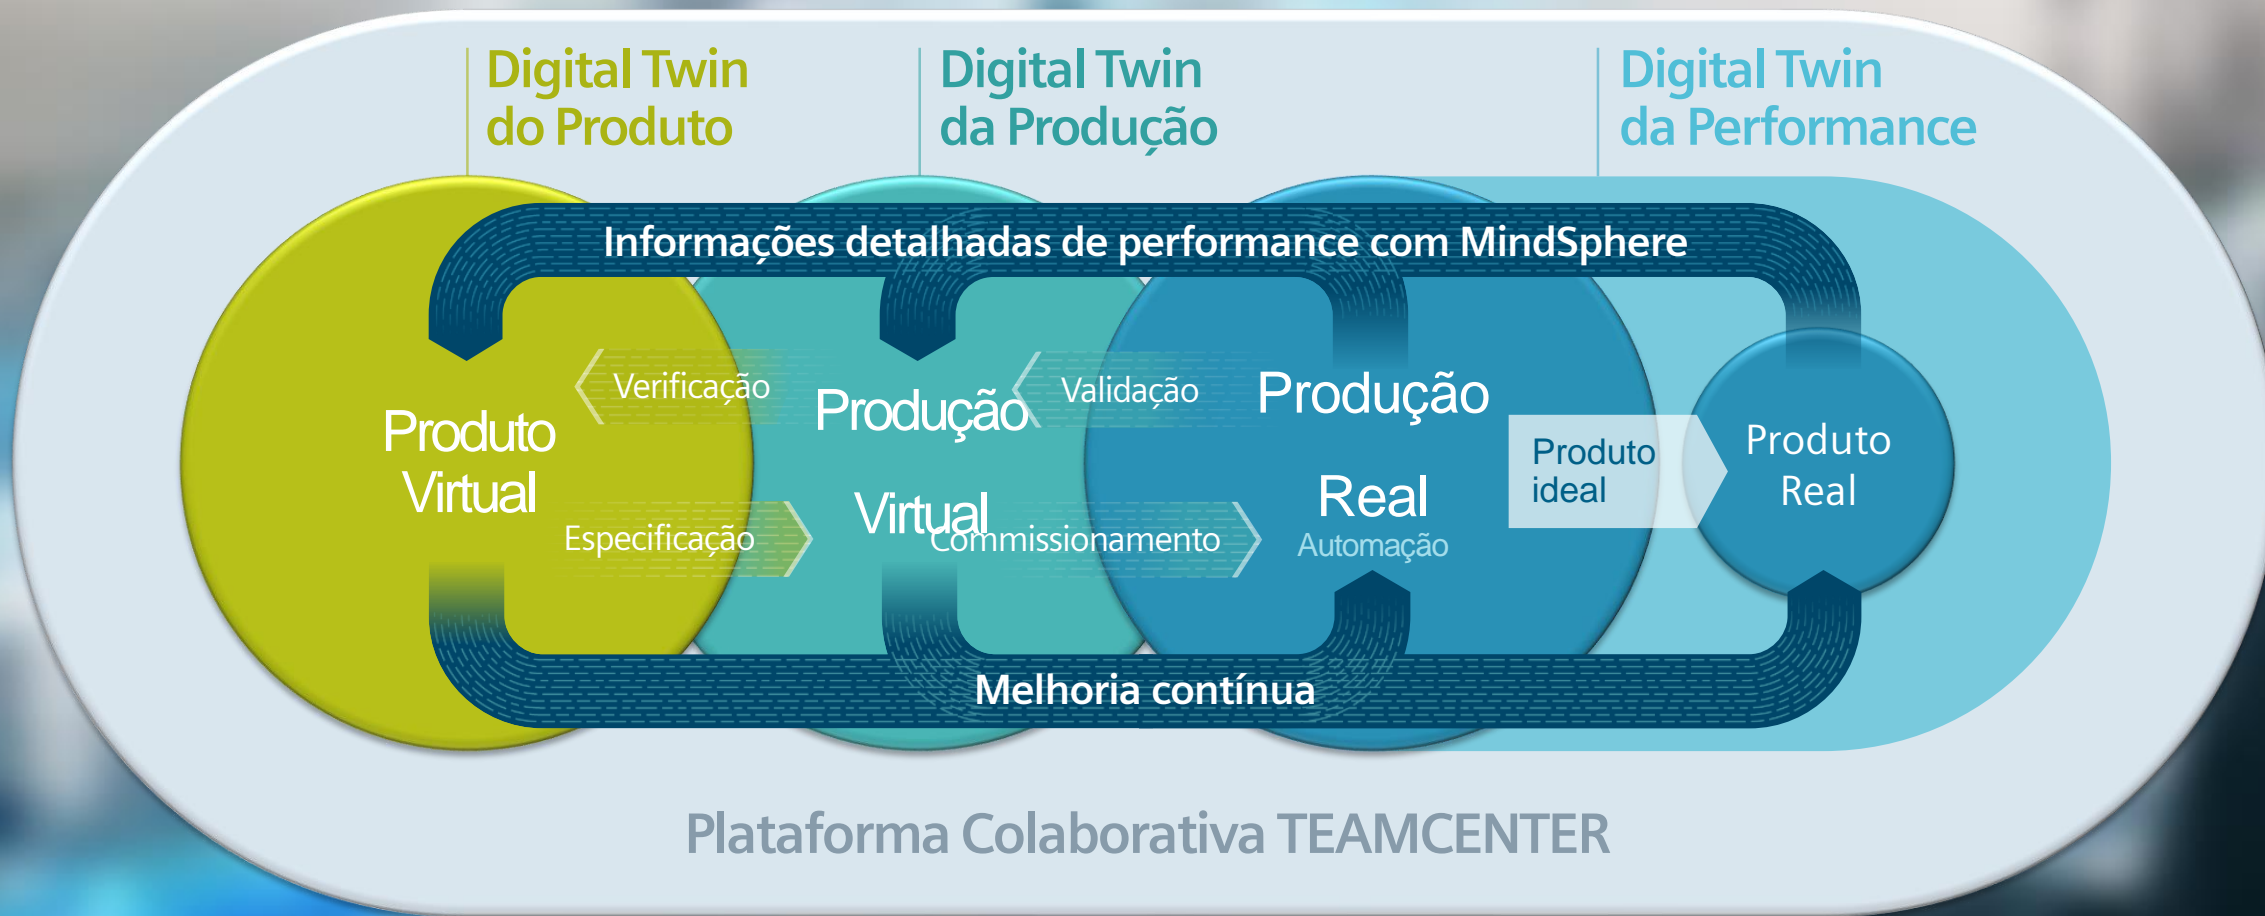 Digital Twin
do Produto
Digital Twin
da Produção
Digital Twin
da Performance
Informações detalhadas de performance com MindSphere
Verificação
Validação
Produto
Virtual
Produção
Virtual
Produção
Real
Automação
Produto
ideal
Produto
Real
Especificação
Commissionamento
Melhoria contínua
Plataforma Colaborativa TEAMCENTER